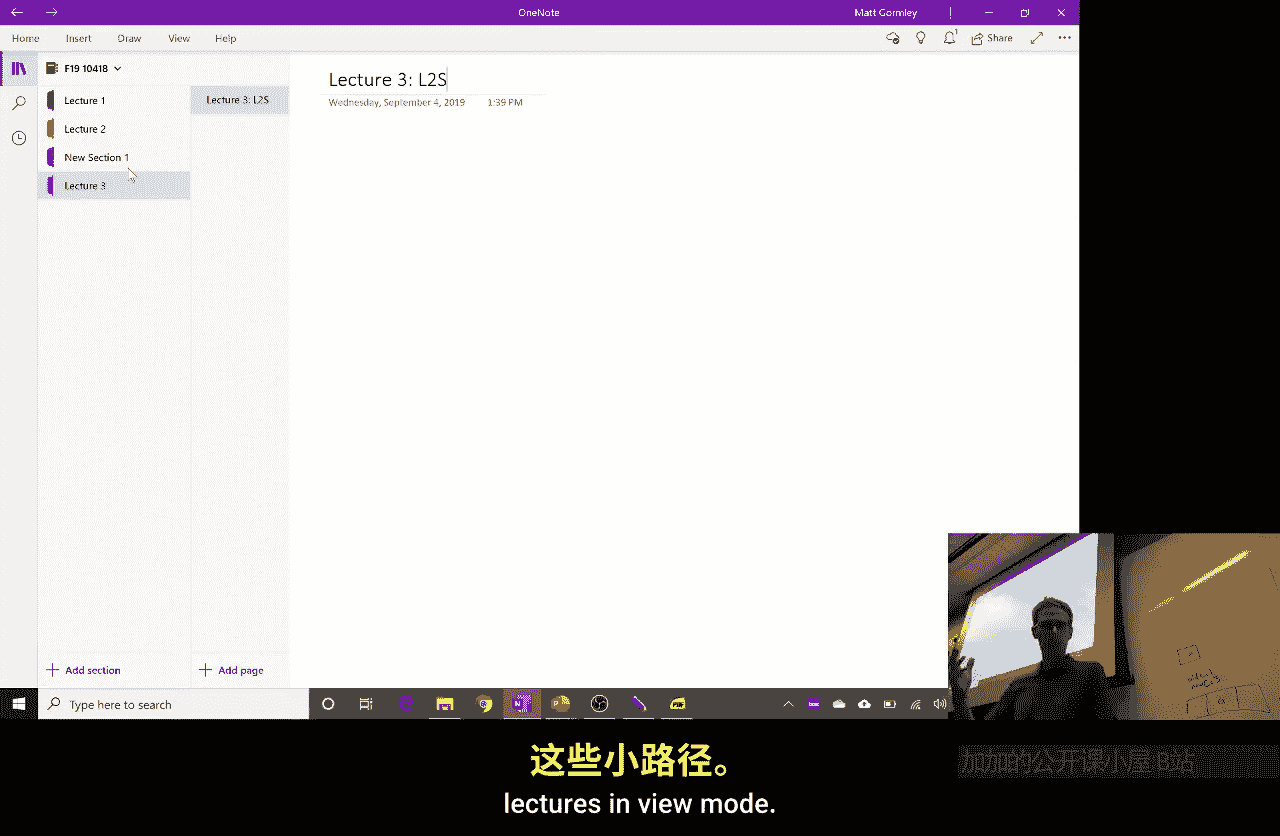 OneNote
Matt Gormley
Home Insert Draw View Help
Share
F19 10418
Lecture 1
Lecture 2
New Section 1
Lecture 3
Lecture 3: L2S
Lecture 3: L2S
Wednesday, September 4, 2019 1:39 PM
Add section
Add page
Type here to search
这些小路径。
lectures in view mode.
加加的公开课小屋 B站